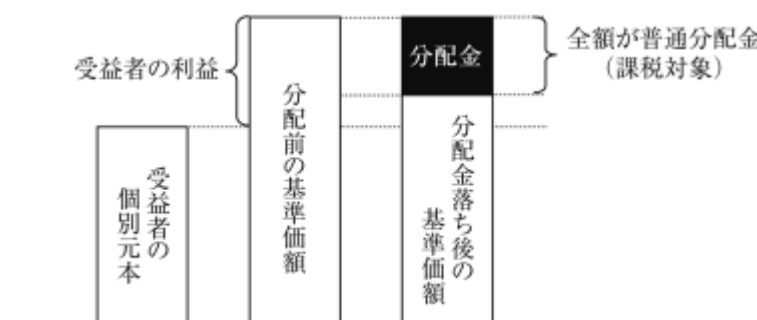 受益者の利益
分配金
全額が普通分配金
（課税対象）
受益者の
個別元本
分配前の基準価額
分配金落ち後の
基準価額